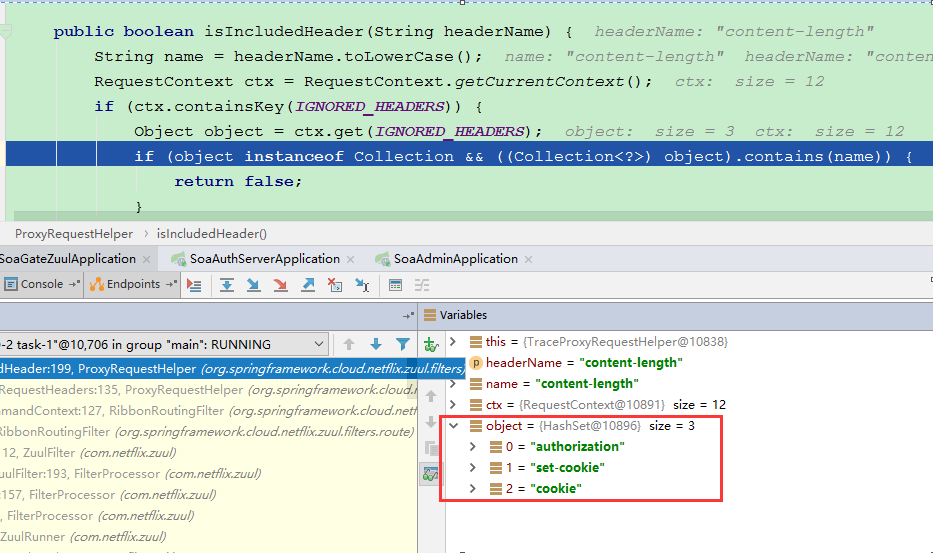 public boolean isIncludedHeader(String headerName) {  headerName: "content-length"
String name = headerName.toLowerCase();  name: "content-length"  headerName: "conten
RequestContext ctx = RequestContext.getCurrentContext();  ctx:  size = 12
if (ctx.containsKey(IGNORED_HEADERS)) {
Object object = ctx.get(IGNORED_HEADERS);  object:  size = 3  ctx:  size = 12
if (object instanceof Collection && ((Collection<?>) object).contains(name)) {
return false;
}
ProxyRequestHelper › isIncludedHeader()
SoaGateZuulApplication × SoaAuthServerApplication × SoaAdminApplication ×
Console Endpoints
Variables
-2 task-1"@10,706 in group "main": RUNNING
dHeader:199, ProxyRequestHelper (org.springframework.cloud.netflix.zuul.filters)
RequestHeaders:135, ProxyRequestHelper (org.springframework.cloud.netf
mmandContext:127, RibbonRoutingFilter (org.springframework.cloud.netf
RibbonRoutingFilter (org.springframework.cloud.netflix.zuul.filters.route)
12, ZuulFilter (com.netflix.zuul)
uulFilter:193, FilterProcessor (com.netflix.zuul)
:157, FilterProcessor (com.netflix.zuul)
, FilterProcessor (com.netflix.zuul)
ZuulRunner (com.netflix.zuul)
this = {TraceProxyRequestHelper@10838}
p headerName = "content-length"
name = "content-length"
ctx = {RequestContext@10891} size = 12
object = {HashSet@10896} size = 3
0 = "authorization"
1 = "set-cookie"
2 = "cookie"